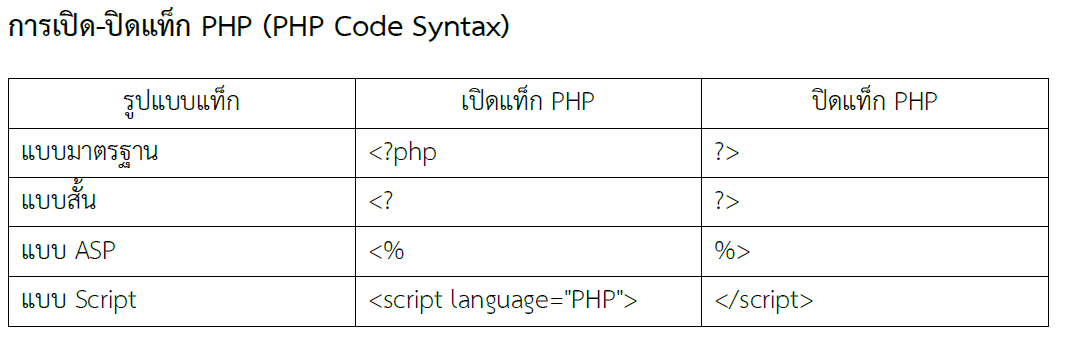 การเปิด-ปิดแท็ก PHP (PHP Code Syntax)
รูปแบบแท็ก เปิดแท็ก PHP ปิดแท็ก PHP
แบบมาตรฐาน <?php ?>
แบบสั้น <? ?>
แบบ ASP <% %>
แบบ Script <script language="PHP"> </script>